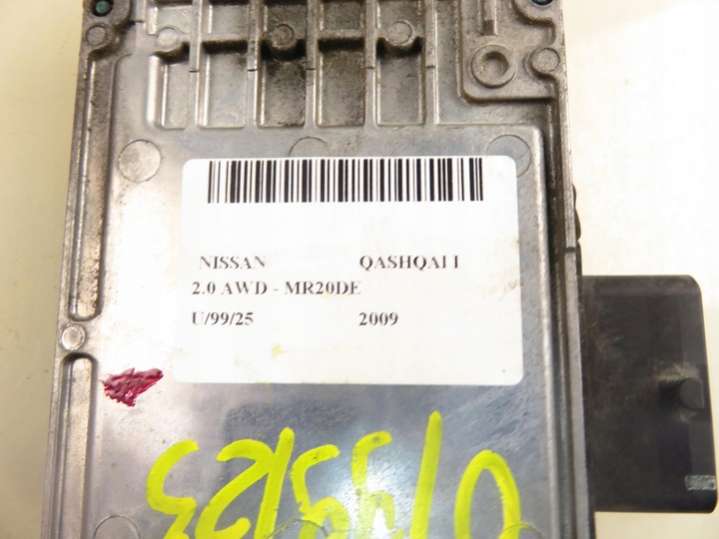 NISSAN QASHQAI I
2.0 AWD - MR20DE
U/99/25 2009